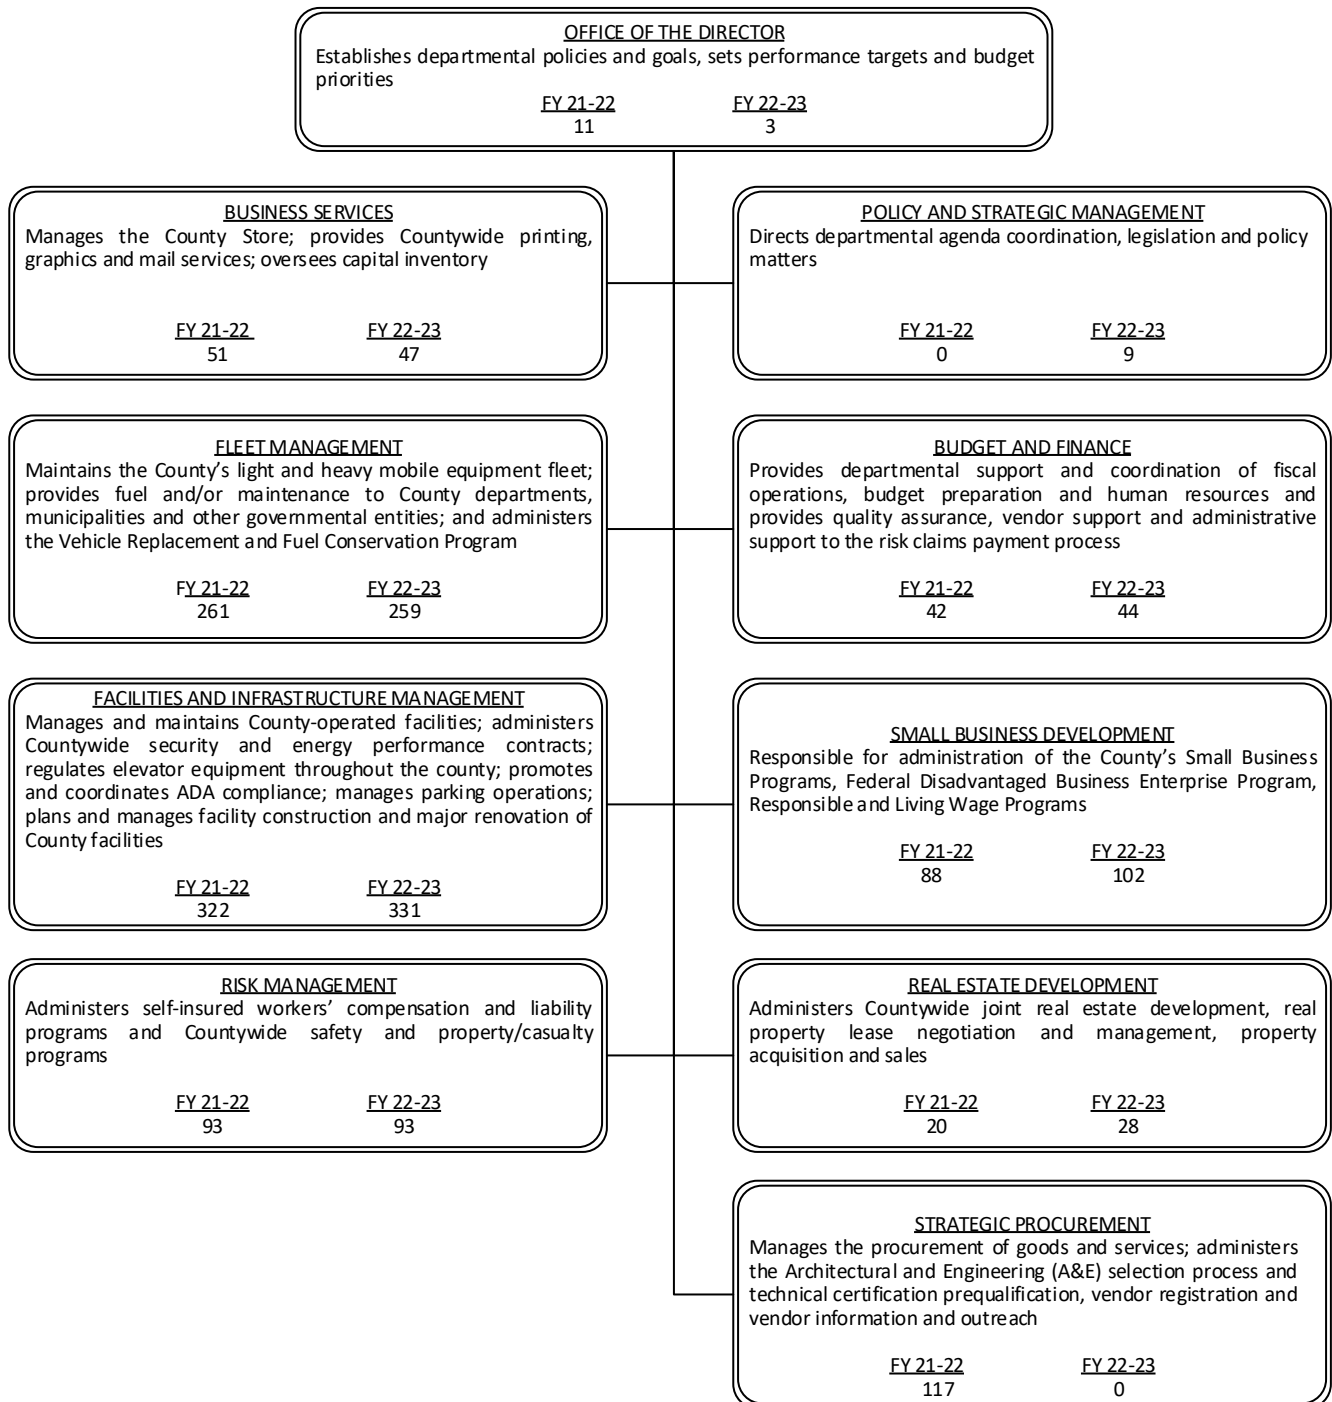 OFFICE OF THE DIRECTOR
Establishes departmental policies and goals, sets performance targets and budget
priorities
FY 21-22 FY 22-23
11 3
BUSINESS SERVICES
Manages the County Store; provides Countywide printing,
graphics and mail services; oversees capital inventory
FY 21-22 FY 22-23
51 47
POLICY AND STRATEGIC MANAGEMENT
Directs departmental agenda coordination, legislation and policy
matters
FY 21-22 FY 22-23
0 9
FLEET MANAGEMENT
Maintains the County's light and heavy mobile equipment fleet;
provides fuel and/or maintenance to County departments,
municipalities and other governmental entities; and administers
the Vehicle Replacement and Fuel Conservation Program
FY 21-22 FY 22-23
261 259
BUDGET AND FINANCE
Provides departmental support and coordination of fiscal
operations, budget preparation and human resources and
provides quality assurance, vendor support and administrative
support to the risk claims payment process
FY 21-22 FY 22-23
42 44
FACILITIES AND INFRASTRUCTURE MANAGEMENT
Manages and maintains County-operated facilities; administers
Countywide security and energy performance contracts;
regulates elevator equipment throughout the county; promotes
and coordinates ADA compliance; manages parking operations;
plans and manages facility construction and major renovation of
County facilities
FY 21-22 FY 22-23
322 331
SMALL BUSINESS DEVELOPMENT
Responsible for administration of the County's Small Business
Programs, Federal Disadvantaged Business Enterprise Program,
Responsible and Living Wage Programs
FY 21-22 FY 22-23
88 102
RISK MANAGEMENT
Administers self-insured workers' compensation and liability
programs and Countywide safety and property/casualty
programs
FY 21-22 FY 22-23
93 93
REAL ESTATE DEVELOPMENT
Administers Countywide joint real estate development, real
property lease negotiation and management, property
acquisition and sales
FY 21-22 FY 22-23
20 28
STRATEGIC PROCUREMENT
Manages the procurement of goods and services; administers
the Architectural and Engineering (A&E) selection process and
technical certification prequalification, vendor registration and
vendor information and outreach
FY 21-22 FY 22-23
117 0